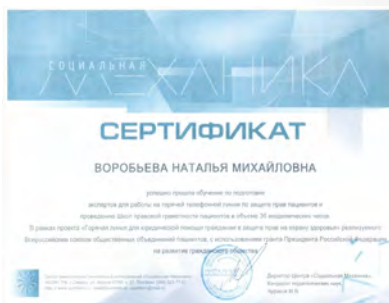 СОЦИАЛЬНАЯ
МЕХАНИКА
СЕРТИФИКАТ
ВОРОБЬЕВА НАТАЛЬЯ МИХАЙЛОВНА
успешно прошла обучение по подготовке
экспертов для работы на горячей телефонной линии по защите прав пациентов и
проведению Школ правовой грамотности пациентов в объеме 36 академических часов.
В рамках проекта «Горячая линия для юридической помощи гражданам в защите прав на охрану здоровья» реализуемого
Всероссийским союзом общественных объединений пациентов, с использованием гранта Президента Российской Федерации
на развитие гражданского общества
Директор Центра «Социальная Механика»,
Кандидат педагогических наук